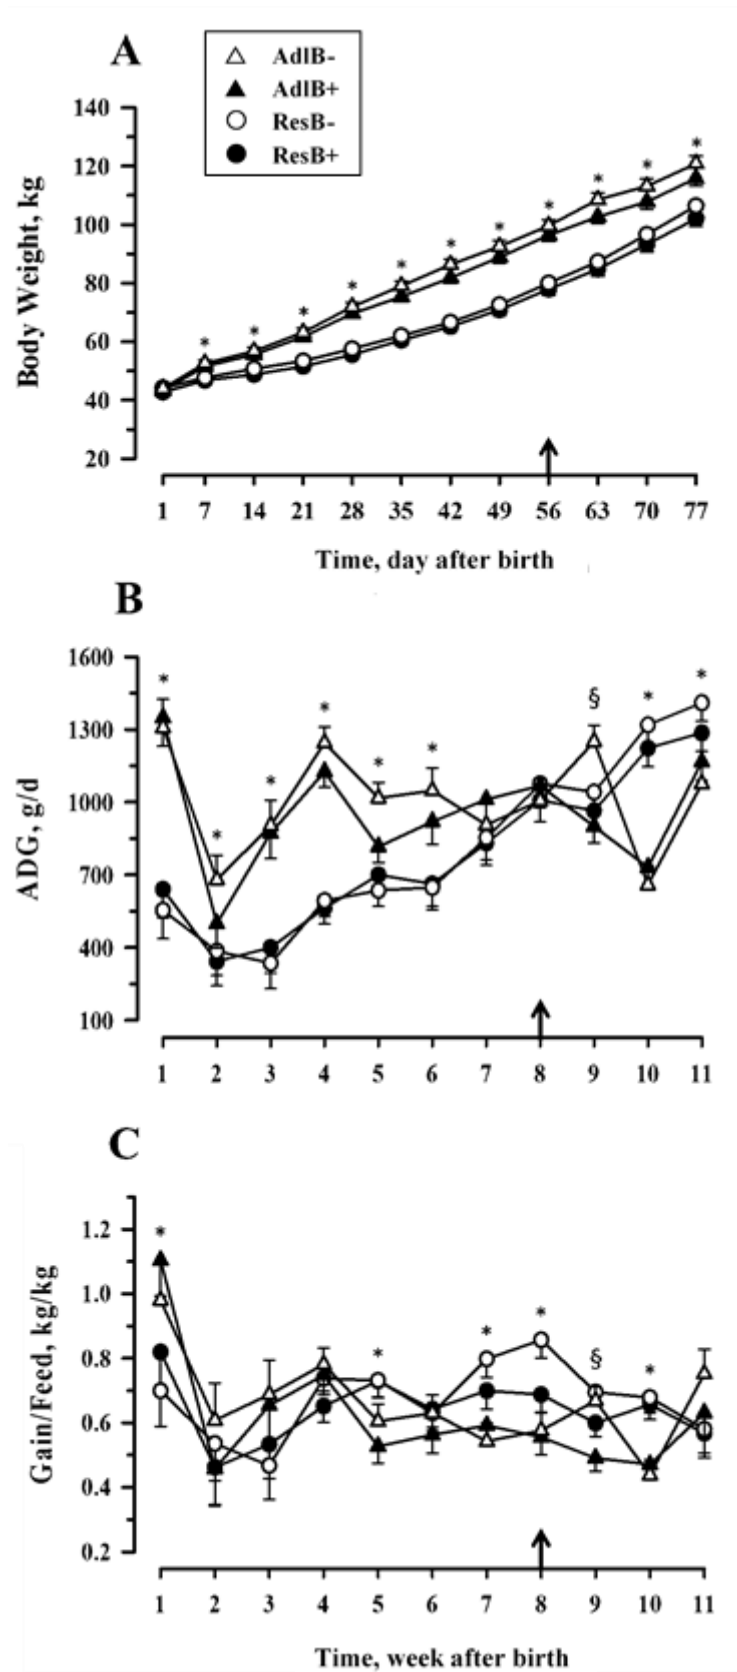 A
AdlB-
AdlB+
ResB-
ResB+
Body Weight, kg
140
120
100
80
60
40
20
* * * * * * * * * * *
1 7 14 21 28 35 42 49 56 63 70 77
Time, day after birth
B
ADG, g/d
1600
1300
1000
700
400
100
* * * * * * § * *
1 2 3 4 5 6 7 8 9 10 11
C
Gain/Feed, kg/kg
1.2
1.0
0.8
0.6
0.4
0.2
* * * * § *
1 2 3 4 5 6 7 8 9 10 11
Time, week after birth